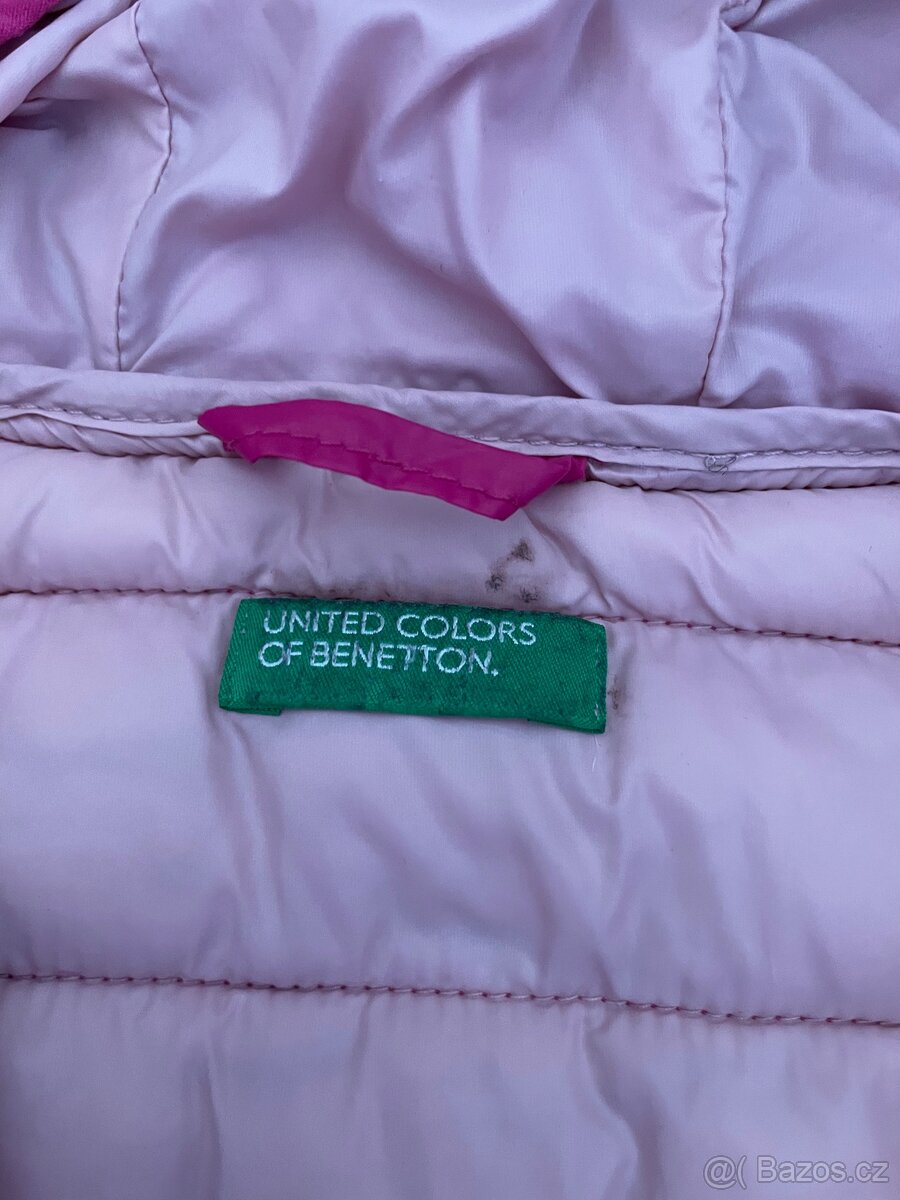 UNITED COLORS
OF BENETTON.
@( Bazos.cz